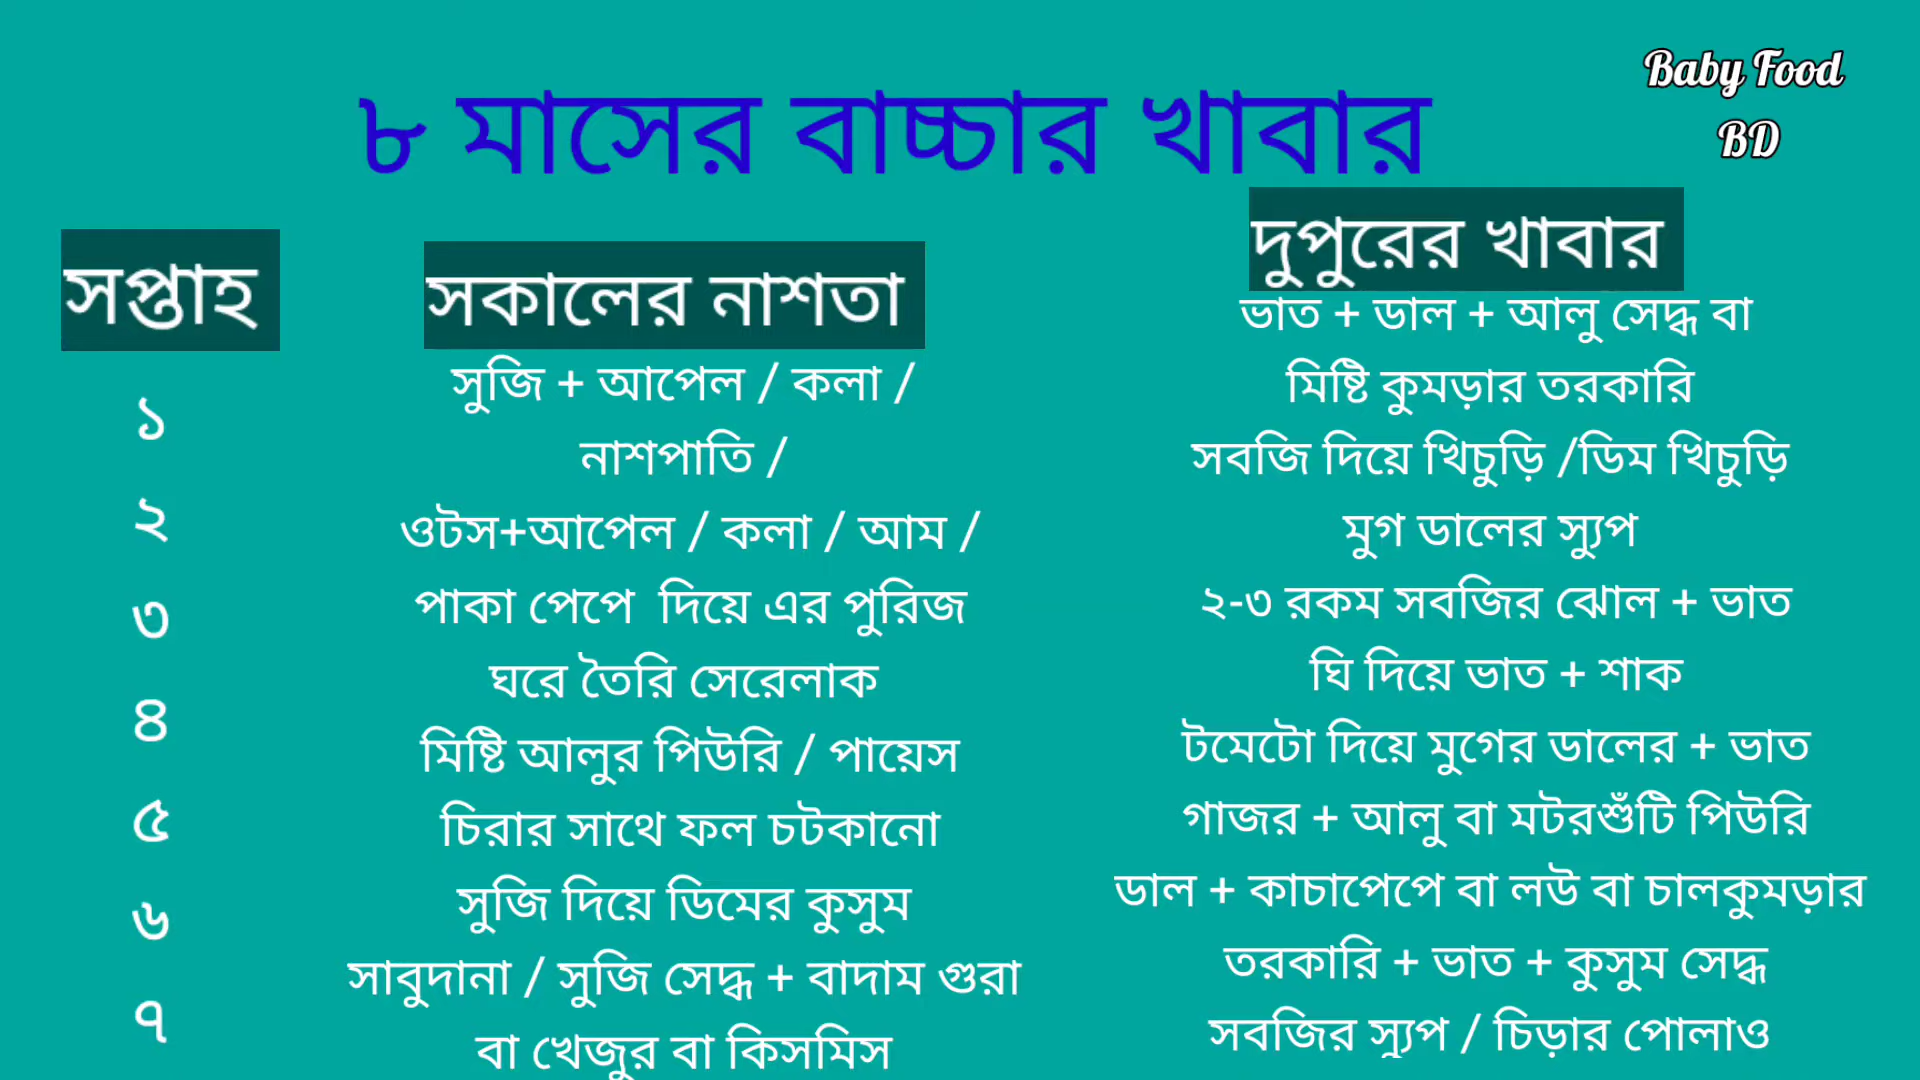 Baby Food
BD
৮ মাসের বাচ্চার খাবার
সপ্তাহ
১
২
৩
৪
৫
৬
৭
সকালের নাশতা
সুজি + আপেল / কলা /
নাশপাতি /
ওটস+আপেল / কলা / আম /
পাকা পেপে দিয়ে এর পুরিজ
ঘরে তৈরি সেরেলাক
মিষ্টি আলুর পিউরি / পায়েস
চিরার সাথে ফল চটকানো
সুজি দিয়ে ডিমের কুসুম
সাবুদানা / সুজি সেদ্ধ + বাদাম গুরা
বা খেজুর বা কিসমিস
দুপুরের খাবার
ভাত + ডাল + আলু সেদ্ধ বা
মিষ্টি কুমড়ার তরকারি
সবজি দিয়ে খিচুড়ি /ডিম খিচুড়ি
মুগ ডালের স্যুপ
২-৩ রকম সবজির ঝোল + ভাত
ঘি দিয়ে ভাত + শাক
টমেটো দিয়ে মুগের ডালের + ভাত
গাজর + আলু বা মটরশুঁটি পিউরি
ডাল + কাচাপেপে বা লউ বা চালকুমড়ার
তরকারি + ভাত + কুসুম সেদ্ধ
সবজির স্যুপ / চিড়ার পোলাও